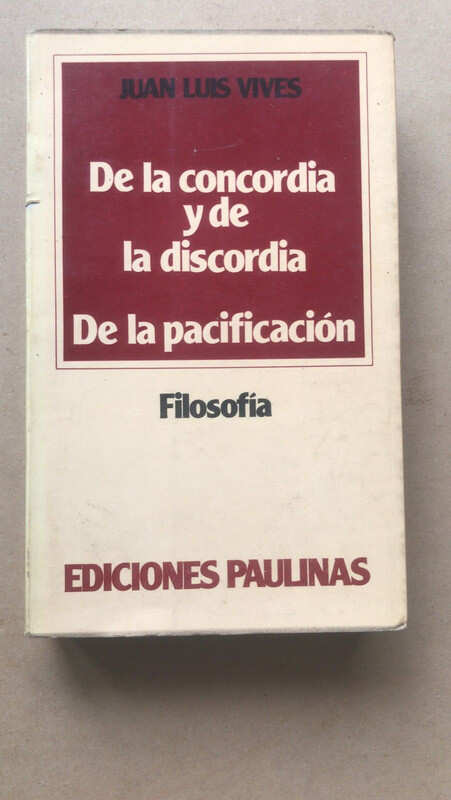 JUAN LUIS VIVES
De la concordia
y de
la discordia
De la pacificación
Filosofía
EDICIONES PAULINAS